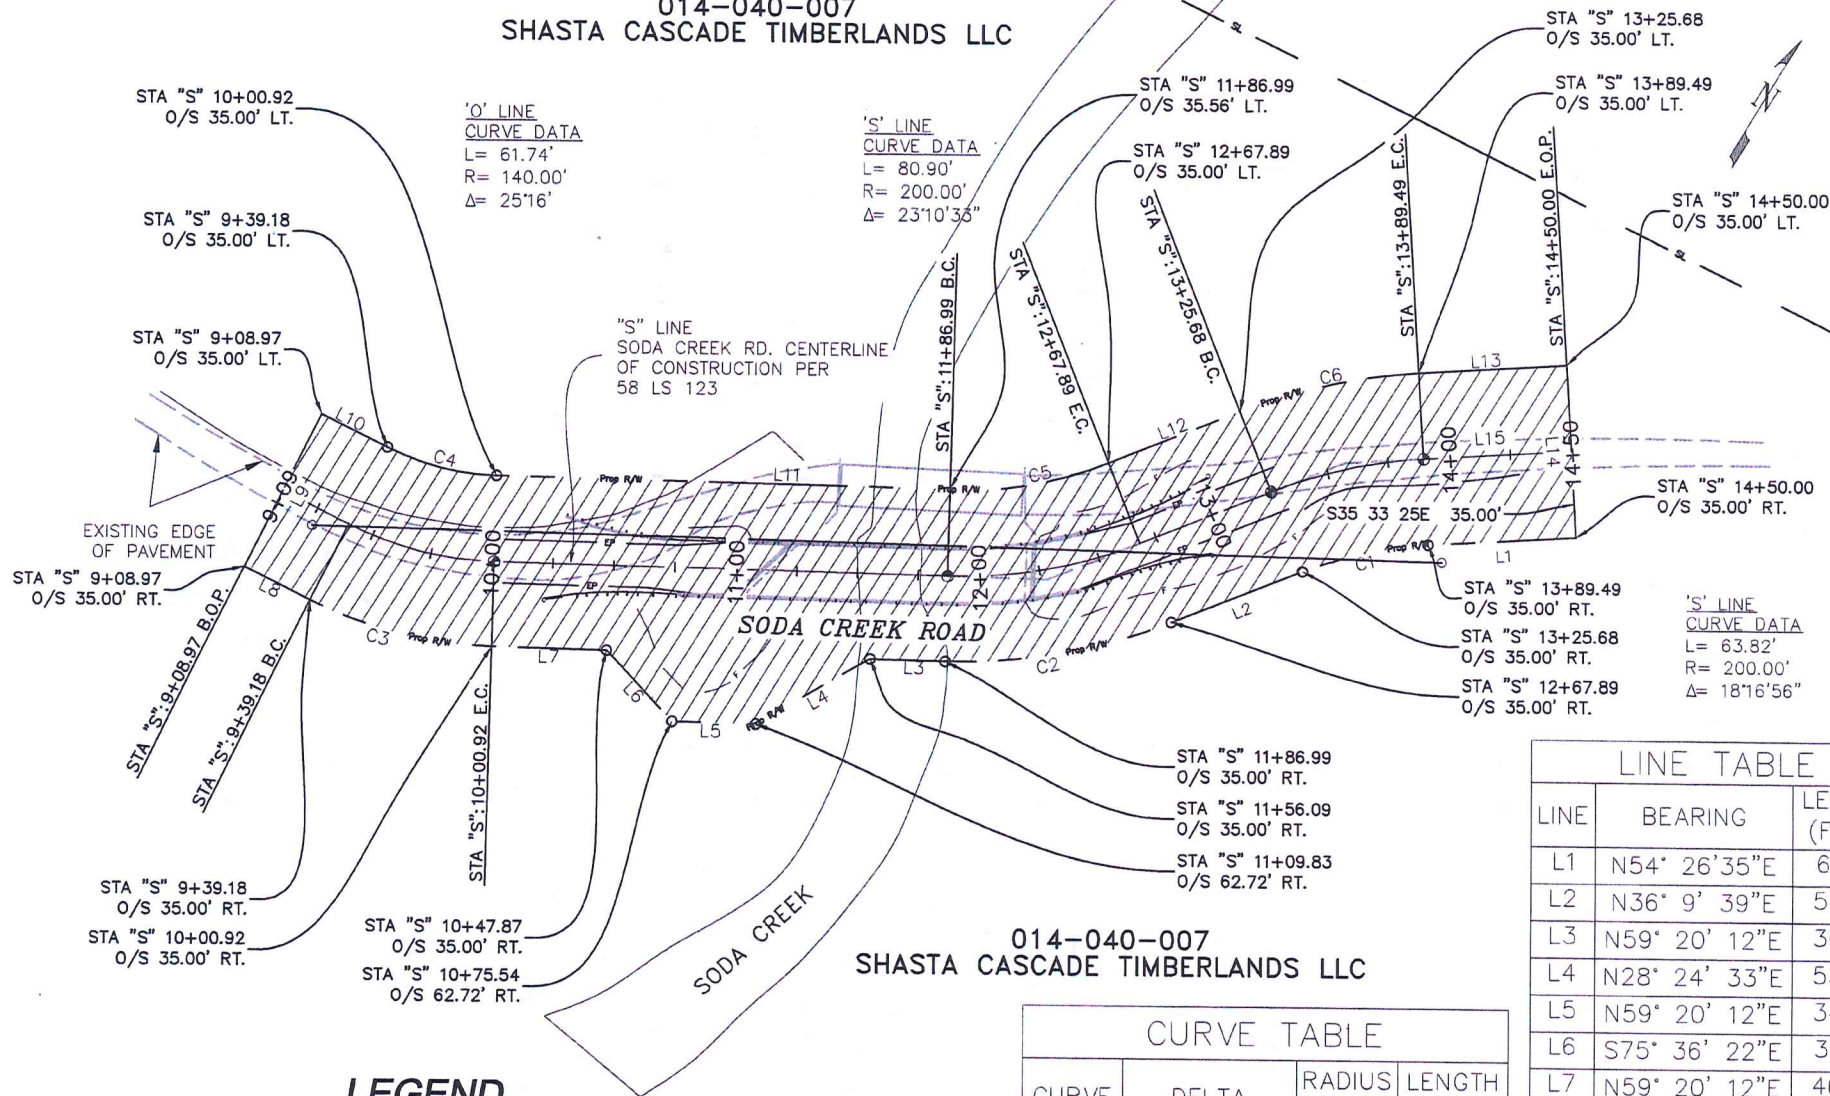 014-040-007
SHASTA CASCADE TIMBERLANDS LLC
STA "S" 13+25.68
O/S 35.00' LT.
STA "S" 10+00.92
O/S 35.00' LT.
'O' LINE
CURVE DATA
L= 61.74'
R= 140.00'
Δ= 25°16'
'S' LINE
CURVE DATA
L= 80.90'
R= 200.00'
Δ= 23°10'33"
STA "S" 11+86.99
O/S 35.56' LT.
STA "S" 13+89.49
O/S 35.00' LT.
STA "S" 12+67.89
O/S 35.00' LT.
N
SL
SL
STA "S" 14+50.00
O/S 35.00' LT.
STA "S" 9+39.18
O/S 35.00' LT.
STA "S" 9+08.97
O/S 35.00' LT.
"S" LINE
SODA CREEK RD. CENTERLINE
OF CONSTRUCTION PER
58 LS 123
STA "S":11+86.99 B.C.
STA "S":12+67.89 E.C.
STA "S":13+25.68 B.C.
STA "S":13+89.49 E.C.
STA "S":14+50.00 E.O.P.
L10
C4
Prop R/W
L11
Prop R/W
C5
L12
Prop R/W
C6
L13
L15
L14
9+09
L9
10+00
EP
EP
11+00
12+00
13+00
EP
14+00
14+50
S35 33 25E 35.00'
EXISTING EDGE
OF PAVEMENT
STA "S" 9+08.97
O/S 35.00' RT.
STA "S" 14+50.00
O/S 35.00' RT.
L8
C3
Prop R/W
L7
L6
L5
Prop R/W
L4
L3
C2
Prop R/W
L2
C1
Prop R/W
L1
F
F
F
SODA CREEK ROAD
STA "S" 13+89.49
O/S 35.00' RT.
STA "S" 13+25.68
O/S 35.00' RT.
STA "S" 12+67.89
O/S 35.00' RT.
'S' LINE
CURVE DATA
L= 63.82'
R= 200.00'
Δ= 18°16'56"
STA "S":9+08.97 B.O.P.
STA "S":9+39.18 B.C.
STA "S":10+00.92 E.C.
STA "S" 11+86.99
O/S 35.00' RT.
STA "S" 11+56.09
O/S 35.00' RT.
STA "S" 11+09.83
O/S 62.72' RT.
STA "S" 9+39.18
O/S 35.00' RT.
STA "S" 10+00.92
O/S 35.00' RT.
STA "S" 10+47.87
O/S 35.00' RT.
STA "S" 10+75.54
O/S 62.72' RT.
SODA CREEK
014-040-007
SHASTA CASCADE TIMBERLANDS LLC
LINE TABLE
LINE BEARING
L1 N54° 26'35"E
L2 N36° 9' 39"E
L3 N59° 20' 12"E
L4 N28° 24' 33"E
L5 N59° 20' 12"E
L6 S75° 36' 22"E
L7 N59° 20' 12"E
CURVE TABLE
CURVE DELTA RADIUS LENGTH
LEGEND